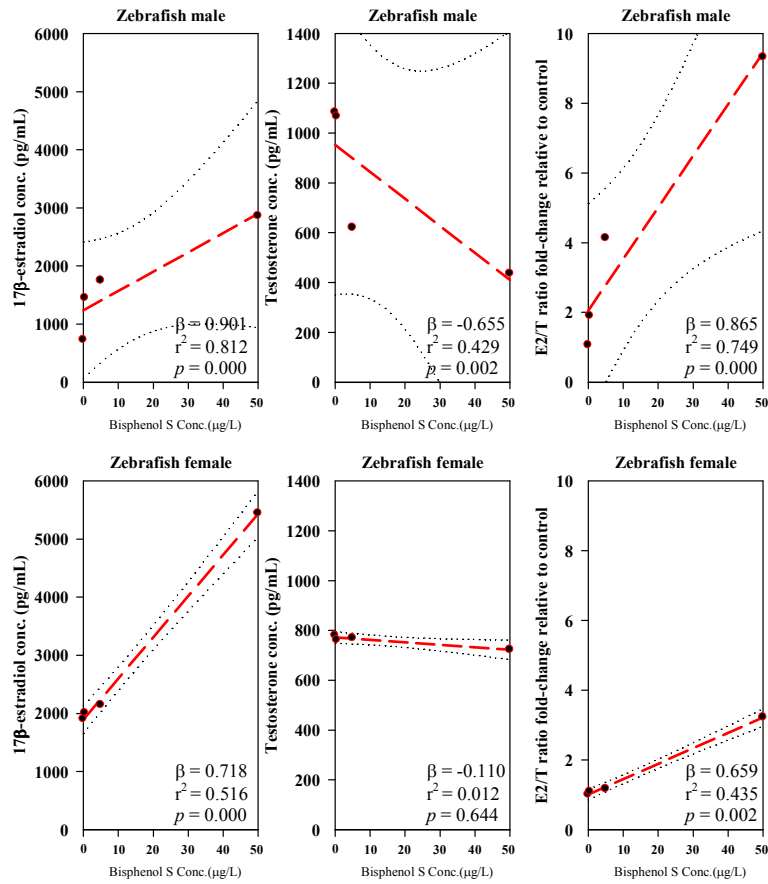 Zebrafish male
17β-estradiol conc. (pg/mL)
6000
5000
4000
3000
2000
1000
0
β = 0.901
r² = 0.812
p = 0.000
0 10 20 30 40 50
Bisphenol S Conc.(μg/L)
Zebrafish male
Testosterone conc. (pg/mL)
1400
1200
1000
800
600
400
200
0
β = -0.655
r² = 0.429
p = 0.002
0 10 20 30 40 50
Bisphenol S Conc.(μg/L)
Zebrafish male
E2/T ratio fold-change relative to control
10
8
6
4
2
0
β = 0.865
r² = 0.749
p = 0.000
0 10 20 30 40 50
Bisphenol S Conc.(μg/L)
Zebrafish female
17β-estradiol conc. (pg/mL)
6000
5000
4000
3000
2000
1000
0
β = 0.718
r² = 0.516
p = 0.000
0 10 20 30 40 50
Bisphenol S Conc.(μg/L)
Zebrafish female
Testosterone conc. (pg/mL)
1400
1200
1000
800
600
400
200
0
β = -0.110
r² = 0.012
p = 0.644
0 10 20 30 40 50
Bisphenol S Conc.(μg/L)
Zebrafish female
E2/T ratio fold-change relative to control
10
8
6
4
2
0
β = 0.659
r² = 0.435
p = 0.002
0 10 20 30 40 50
Bisphenol S Conc.(μg/L)